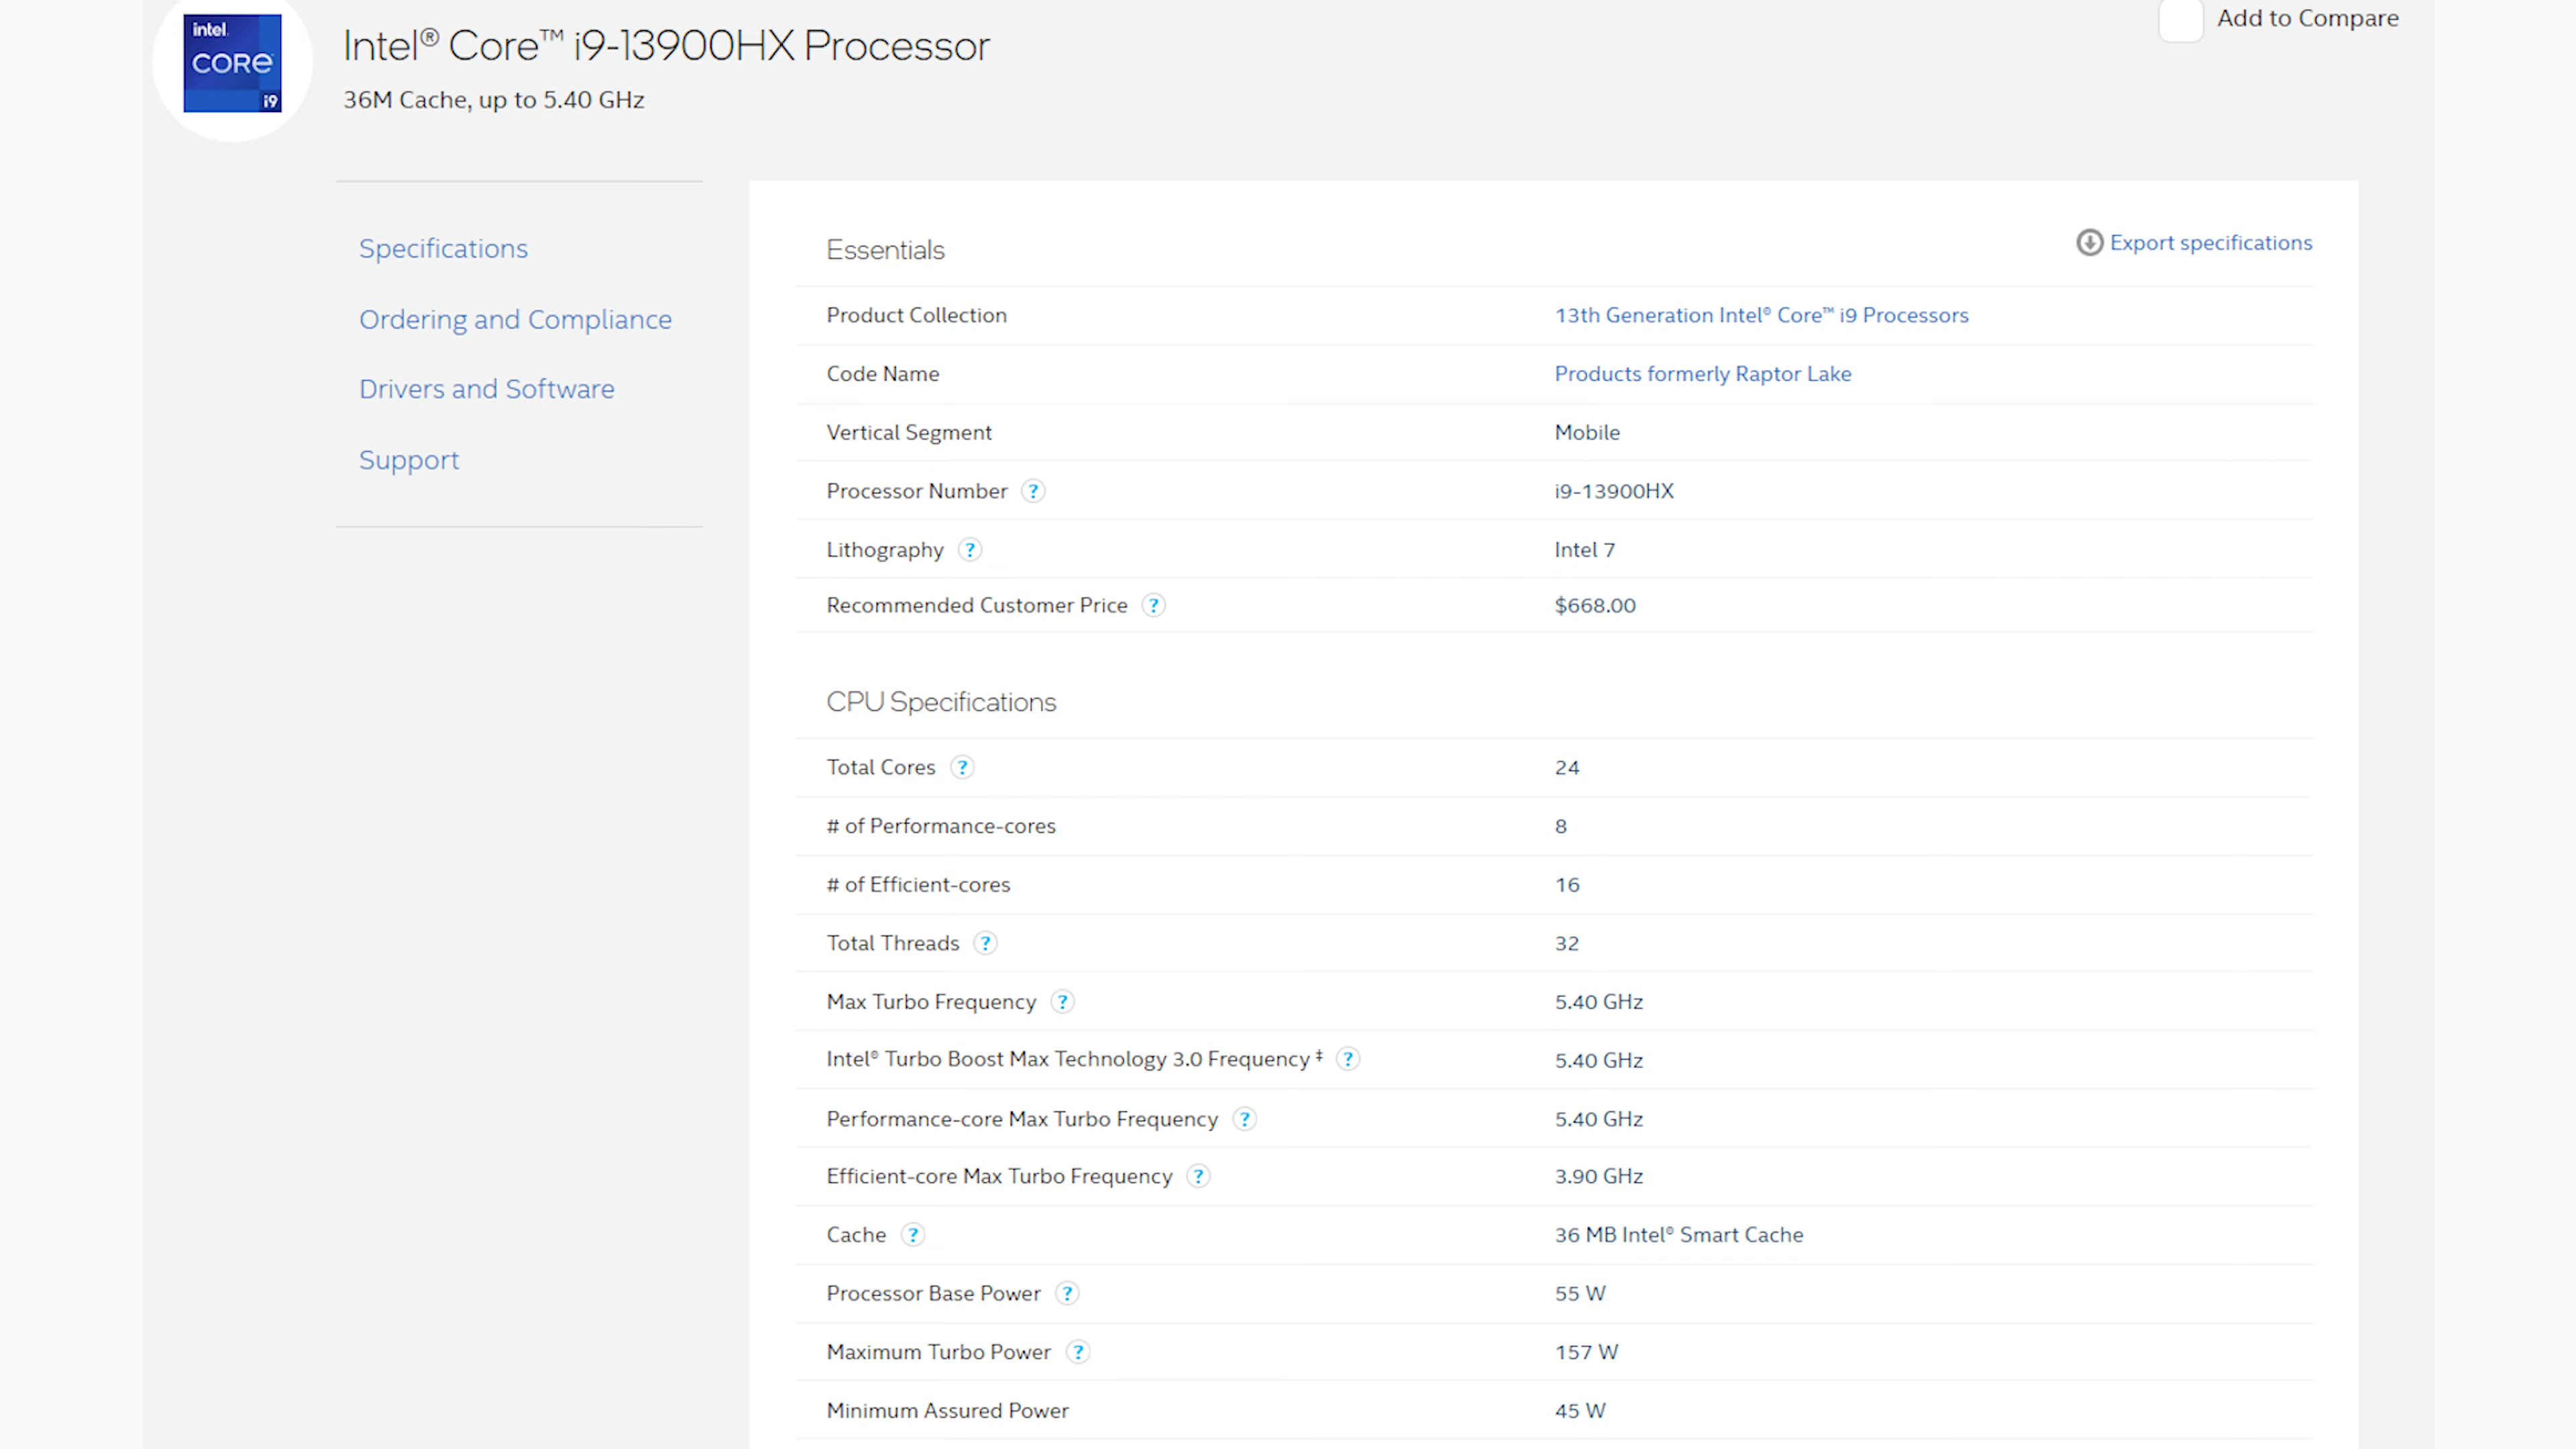 intel.
CORE
i9
Intel® Core™ i9-13900HX Processor
36M Cache, up to 5.40 GHz
Add to Compare
Specifications
Ordering and Compliance
Drivers and Software
Support
Essentials
Export specifications
Product Collection 13th Generation Intel® Core™ i9 Processors
Code Name Products formerly Raptor Lake
Vertical Segment Mobile
Processor Number ? i9-13900HX
Lithography ? Intel 7
Recommended Customer Price ? $668.00
CPU Specifications
Total Cores ? 24
# of Performance-cores 8
# of Efficient-cores 16
Total Threads ? 32
Max Turbo Frequency ? 5.40 GHz
Intel® Turbo Boost Max Technology 3.0 Frequency ‡ ? 5.40 GHz
Performance-core Max Turbo Frequency ? 5.40 GHz
Efficient-core Max Turbo Frequency ? 3.90 GHz
Cache ? 36 MB Intel® Smart Cache
Processor Base Power ? 55 W
Maximum Turbo Power ? 157 W
Minimum Assured Power 45 W